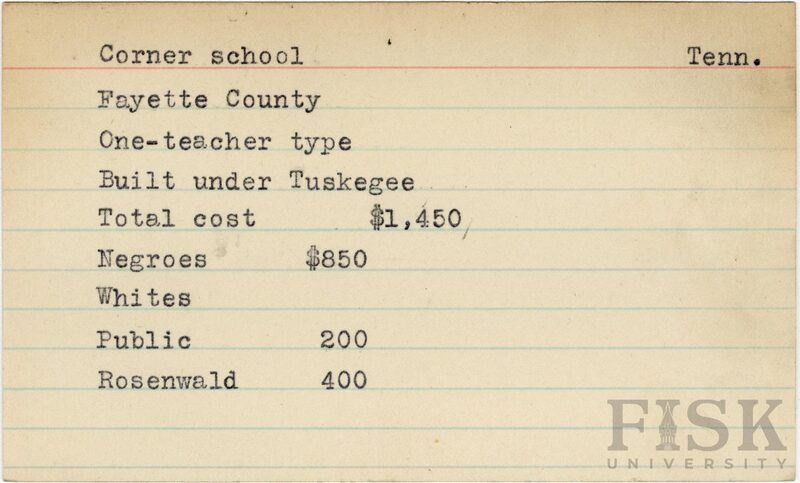 Corner school Tenn.
Fayette County
One-teacher type
Built under Tuskegee
Total cost $1,450
Negroes $850
Whites
Public 200
Rosenwald 400
FISK
UNIVERSITY